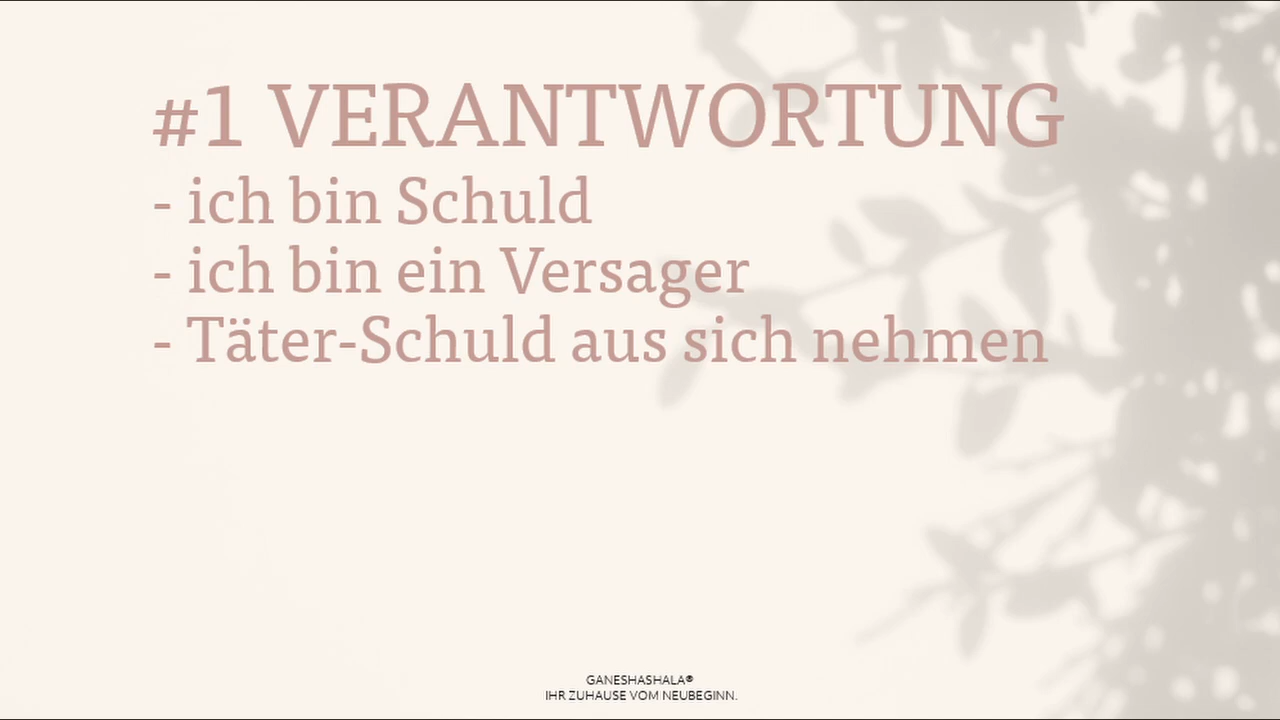 #1 VERANTWORTUNG
- ich bin Schuld
- ich bin ein Versager
- Täter-Schuld aus sich nehmen
GANESHASHALA®
IHR ZUHAUSE VOM NEUBEGINN.